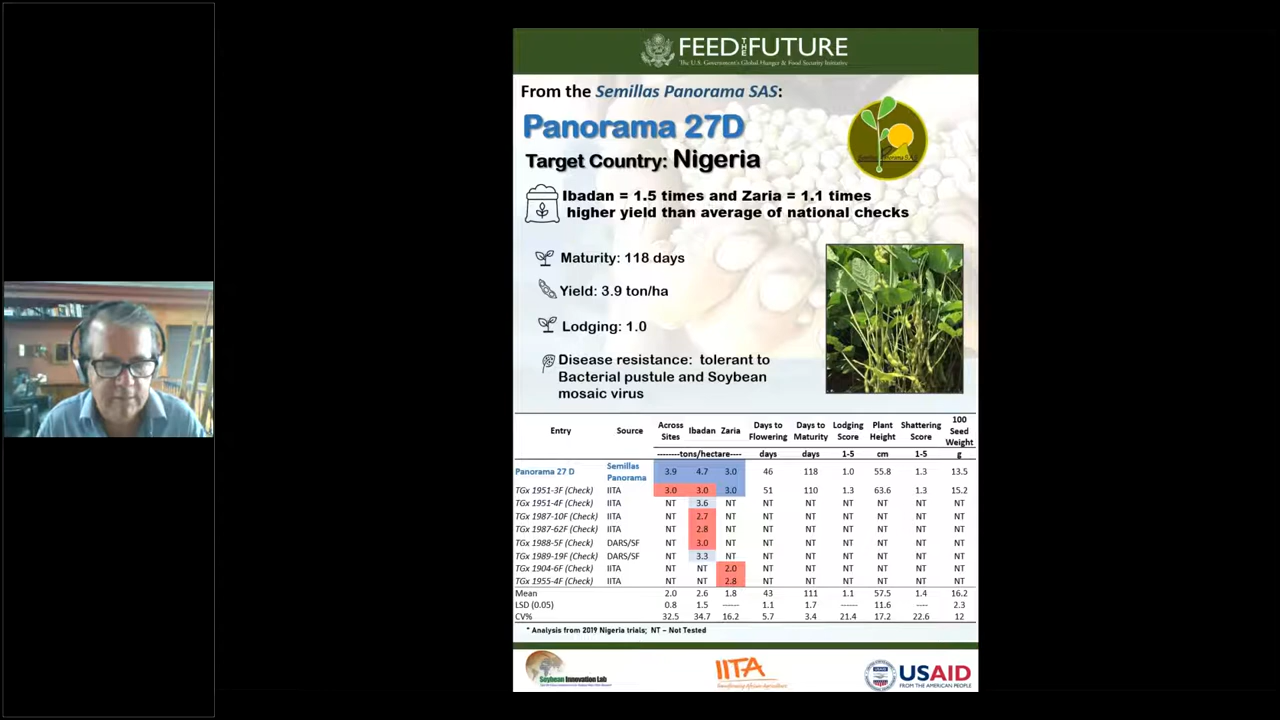 FEED THE FUTURE
The U.S. Government's Global Hunger & Food Security Initiative
From the Semillas Panorama SAS:
Panorama 27D
Target Country: Nigeria
Ibadan = 1.5 times and Zaria = 1.1 times
higher yield than average of national checks
Maturity: 118 days
Yield: 3.9 ton/ha
Lodging: 1.0
Disease resistance: tolerant to
Bacterial pustule and Soybean
mosaic virus
Entry Source Across Sites Ibadan Zaria Days to Flowering Days to Maturity Lodging Score Plant Height Shattering Score 100 Seed Weight
--------tons/hectare---- days days 1-5 cm 1-5 g
Panorama 27 D Semillas Panorama 3.9 4.7 3.0 46 118 1.0 55.8 1.3 13.5
TGx 1951-3F (Check) IITA 3.0 3.0 3.0 51 110 1.3 63.6 1.3 15.2
TGx 1951-4F (Check) IITA NT 3.6 NT NT NT NT NT NT NT
TGx 1987-10F (Check) IITA NT 2.7 NT NT NT NT NT NT NT
TGx 1987-62F (Check) IITA NT 2.8 NT NT NT NT NT NT NT
TGx 1988-5F (Check) DARS/SF NT 3.0 NT NT NT NT NT NT NT
TGx 1989-19F (Check) DARS/SF NT 3.3 NT NT NT NT NT NT NT
TGx 1904-6F (Check) IITA NT NT 2.0 NT NT NT NT NT NT
TGx 1955-4F (Check) IITA NT NT 2.8 NT NT NT NT NT NT
Mean 2.0 2.6 1.8 43 111 1.1 57.5 1.4 16.2
LSD (0.05) 0.8 1.5 ------ 1.1 1.7 ------ 11.6 ---- 2.3
CV% 32.5 34.7 16.2 5.7 3.4 21.4 17.2 22.6 12
* Analysis from 2019 Nigeria trials; NT – Not Tested
Soybean Innovation Lab
IITA
Transforming African Agriculture
USAID
FROM THE AMERICAN PEOPLE